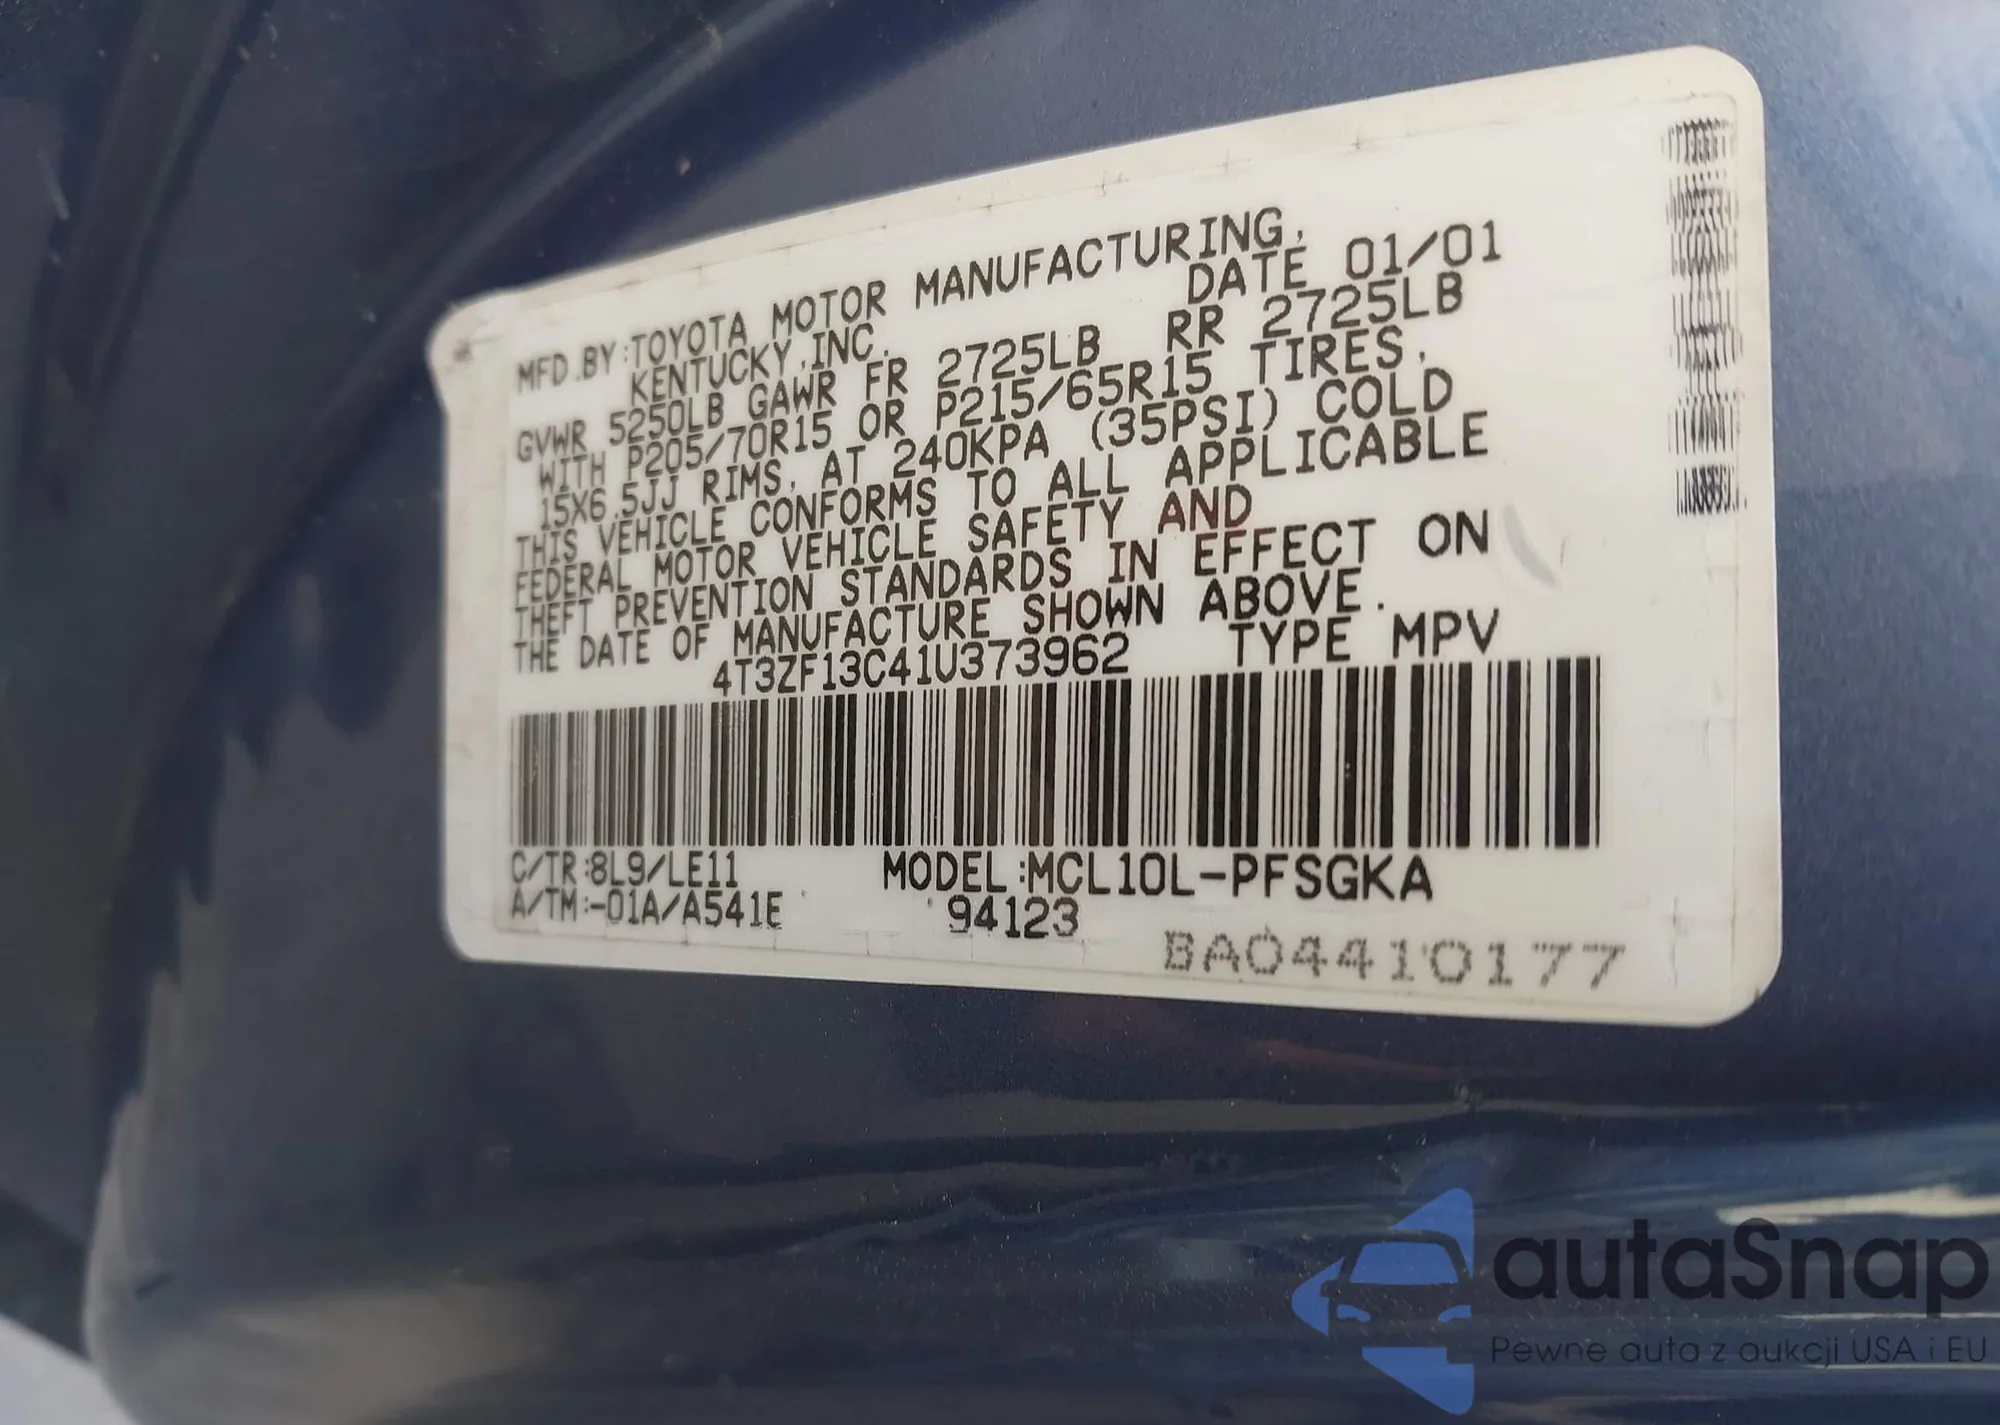 MFD.BY:TOYOTA MOTOR MANUFACTURING,
KENTUCKY,INC. DATE 01/01
GVWR 5250LB GAWR FR 2725LB RR 2725LB
WITH P205/70R15 OR P215/65R15 TIRES,
15X6.5JJ RIMS, AT 240KPA (35PSI) COLD
THIS VEHICLE CONFORMS TO ALL APPLICABLE
FEDERAL MOTOR VEHICLE SAFETY AND
THEFT PREVENTION STANDARDS IN EFFECT ON
THE DATE OF MANUFACTURE SHOWN ABOVE.
4T3ZF13C41U373962 TYPE MPV
C/TR:8L9/LE11 MODEL:MCL10L-PFSGKA
A/TM:-01A/A541E 94123
BA04410177
autaSnap
Pewne auta z aukcji USA i EU